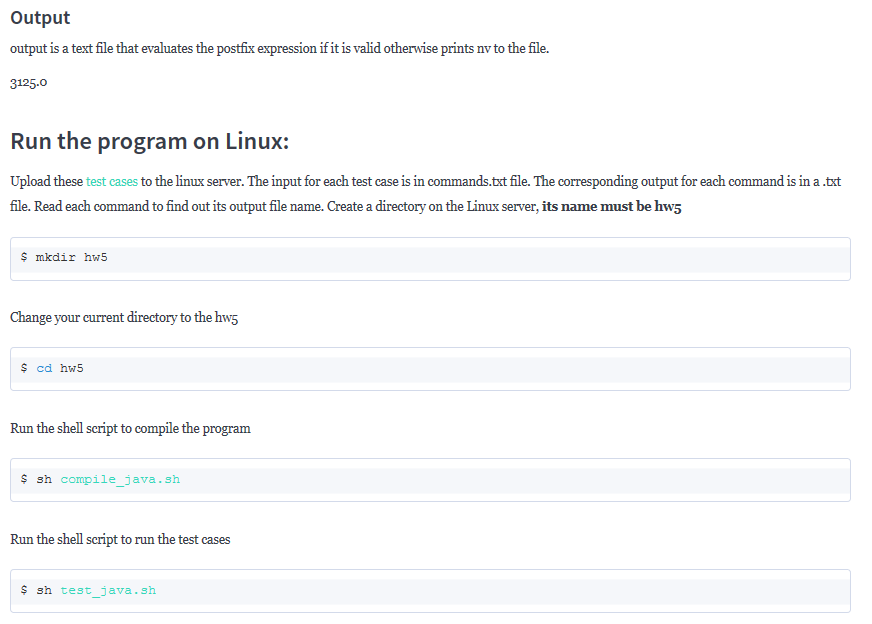 Output
output is a text file that evaluates the postfix expression if it is valid otherwise prints nv to the file.
3125.0
Run the program on Linux:
Upload these test cases to the linux server. The input for each test case is in commands.txt file. The corresponding output for each command is in a .txt
file. Read each command to find out its output file name. Create a directory on the Linux server, its name must be hw5
$ mkdir hw5
Change your current directory to the hw5
$ cd hw5
Run the shell script to compile the program
$ sh compile_java.sh
Run the shell script to run the test cases
$ sh test_java.sh